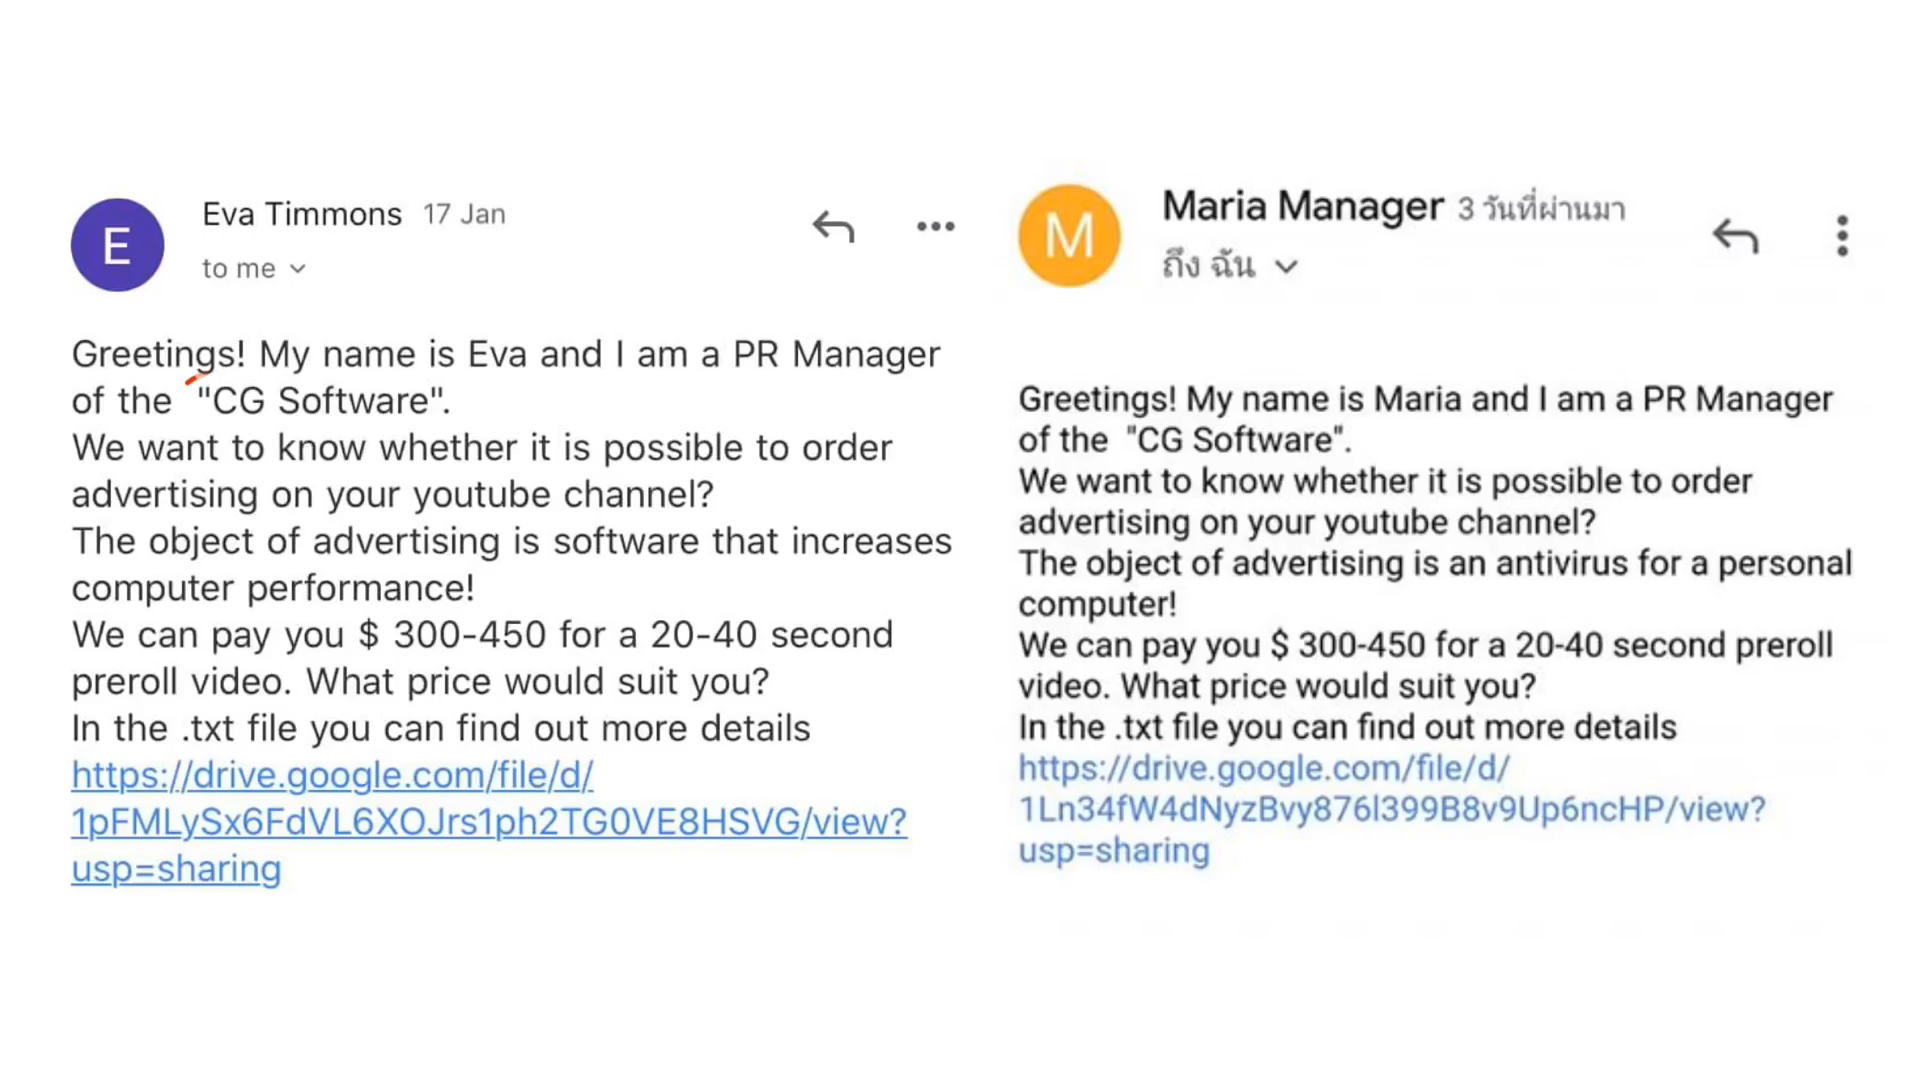 E
Eva Timmons 17 Jan
to me
Greetings! My name is Eva and I am a PR Manager
of the "CG Software".
We want to know whether it is possible to order
advertising on your youtube channel?
The object of advertising is software that increases
computer performance!
We can pay you $ 300-450 for a 20-40 second
preroll video. What price would suit you?
In the .txt file you can find out more details
https://drive.google.com/file/d/
1pFMLySx6FdVL6XOJrs1ph2TG0VE8HSVG/view?
usp=sharing
M
Maria Manager 3 วันที่ผ่านมา
ถึง ฉัน
Greetings! My name is Maria and I am a PR Manager
of the "CG Software".
We want to know whether it is possible to order
advertising on your youtube channel?
The object of advertising is an antivirus for a personal
computer!
We can pay you $ 300-450 for a 20-40 second preroll
video. What price would suit you?
In the .txt file you can find out more details
https://drive.google.com/file/d/
1Ln34fW4dNyzBvy876l399B8v9Up6ncHP/view?
usp=sharing